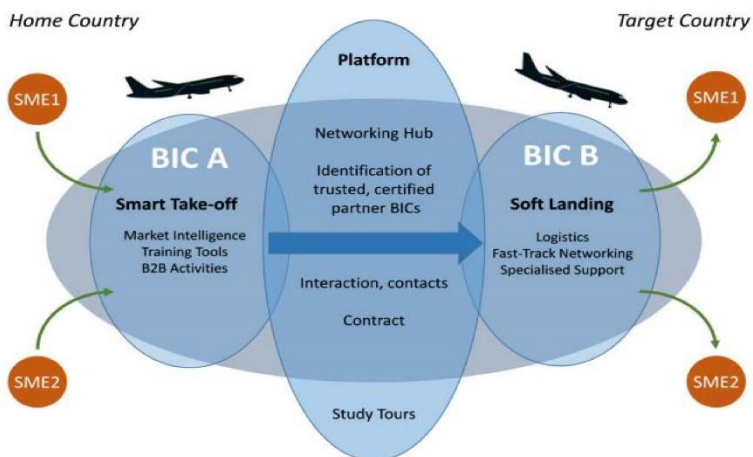 Home Country
Target Country
Platform
SME1
SME1
Networking Hub
BIC A
BIC B
Identification of
trusted, certified
partner BICs
Smart Take-off
Soft Landing
Market Intelligence
Training Tools
B2B Activities
Logistics
Fast-Track Networking
Specialised Support
Interaction, contacts
Contract
SME2
SME2
Study Tours